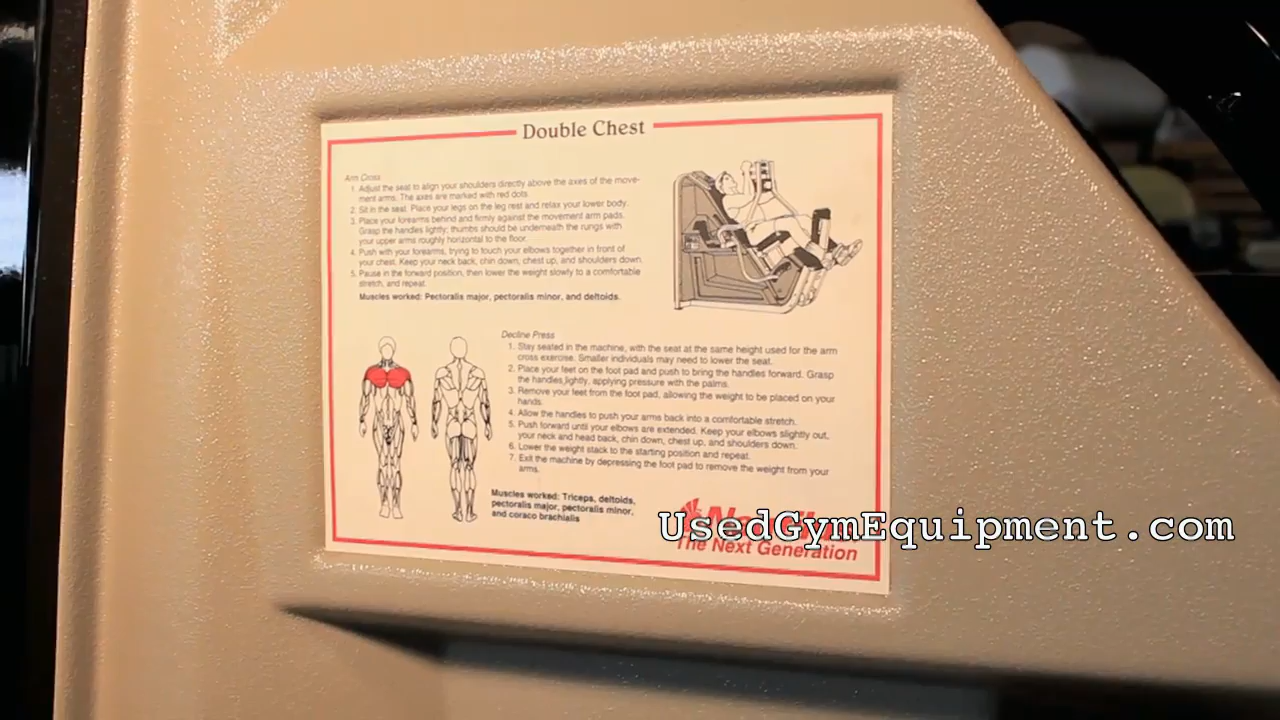 Double Chest
Arm Cross
1. Adjust the seat to align your shoulders directly above the axes of the move-
ment arms. The axes are marked with red dots.
2. Sit in the seat. Place your legs on the leg rest and relax your lower body.
3. Place your forearms behind and firmly against the movement arm pads.
Grasp the handles lightly; thumbs should be underneath the rungs with
your upper arms roughly horizontal to the floor.
4. Push with your forearms, trying to touch your elbows together in front of
your chest. Keep your neck back, chin down, chest up, and shoulders down.
5. Pause in the forward position, then lower the weight slowly to a comfortable
stretch, and repeat.
Muscles worked: Pectoralis major, pectoralis minor, and deltoids.
Decline Press
1. Stay seated in the machine, with the seat at the same height used for the arm
cross exercise. Smaller individuals may need to lower the seat.
2. Place your feet on the foot pad and push to bring the handles forward. Grasp
the handles lightly, applying pressure with the palms.
3. Remove your feet from the foot pad, allowing the weight to be placed on your
hands.
4. Allow the handles to push your arms back into a comfortable stretch.
5. Push forward until your elbows are extended. Keep your elbows slightly out,
your neck and head back, chin down, chest up, and shoulders down.
6. Lower the weight stack to the starting position and repeat.
7. Exit the machine by depressing the foot pad to remove the weight from your
arms.
Muscles worked: Triceps, deltoids,
pectoralis major, pectoralis minor,
and coraco brachialis
UsedGymEquipment.com
The Next Generation